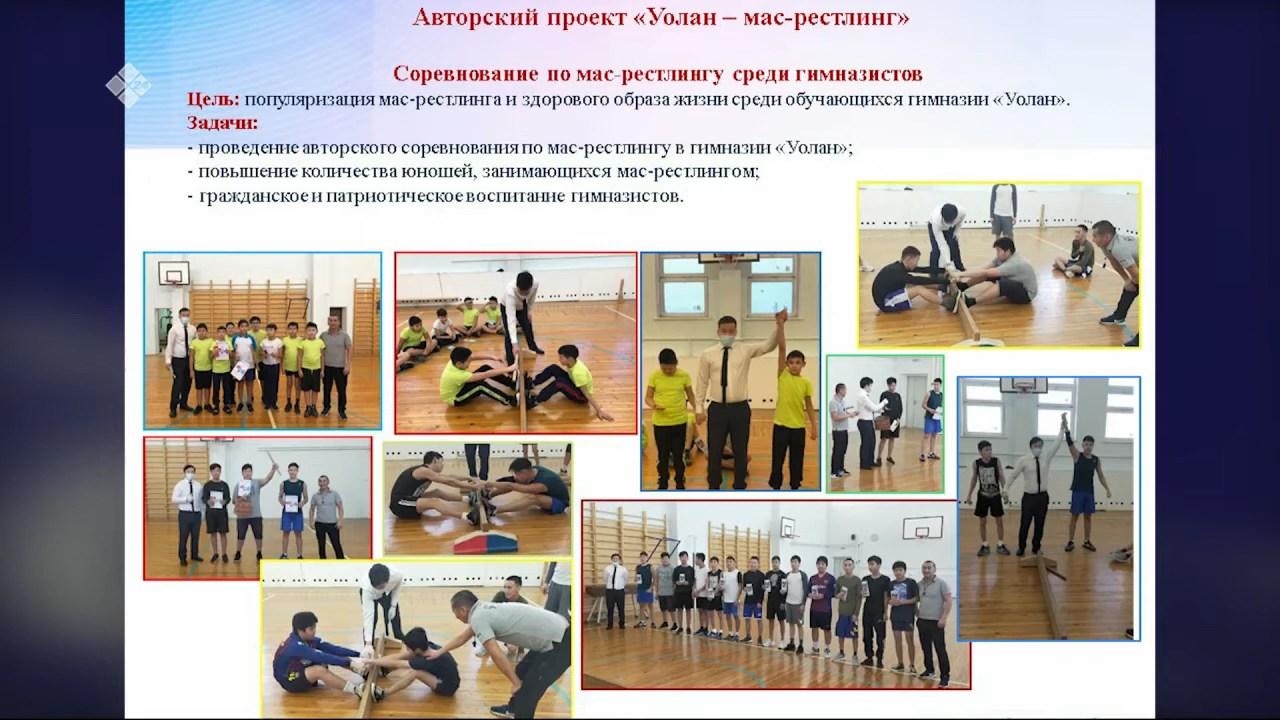 Авторский проект «Уолан – мас-рестлинг»
Соревнование по мас-рестлингу среди гимназистов
Цель: популяризация мас-рестлинга и здорового образа жизни среди обучающихся гимназии «Уолан».
Задачи:
- проведение авторского соревнования по мас-рестлингу в гимназии «Уолан»;
- повышение количества юношей, занимающихся мас-рестлингом;
- гражданское и патриотическое воспитание гимназистов.